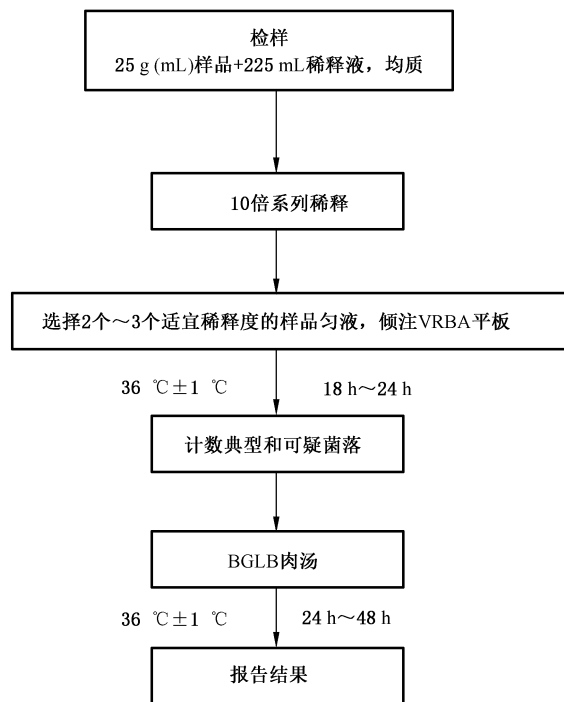 检样
25 g (mL)样品+225 mL稀释液，均质
10倍系列稀释
选择2个～3个适宜稀释度的样品匀液，倾注VRBA平板
36 ℃±1 ℃ 18 h～24 h
计数典型和可疑菌落
BGLB肉汤
36 ℃±1 ℃ 24 h～48 h
报告结果